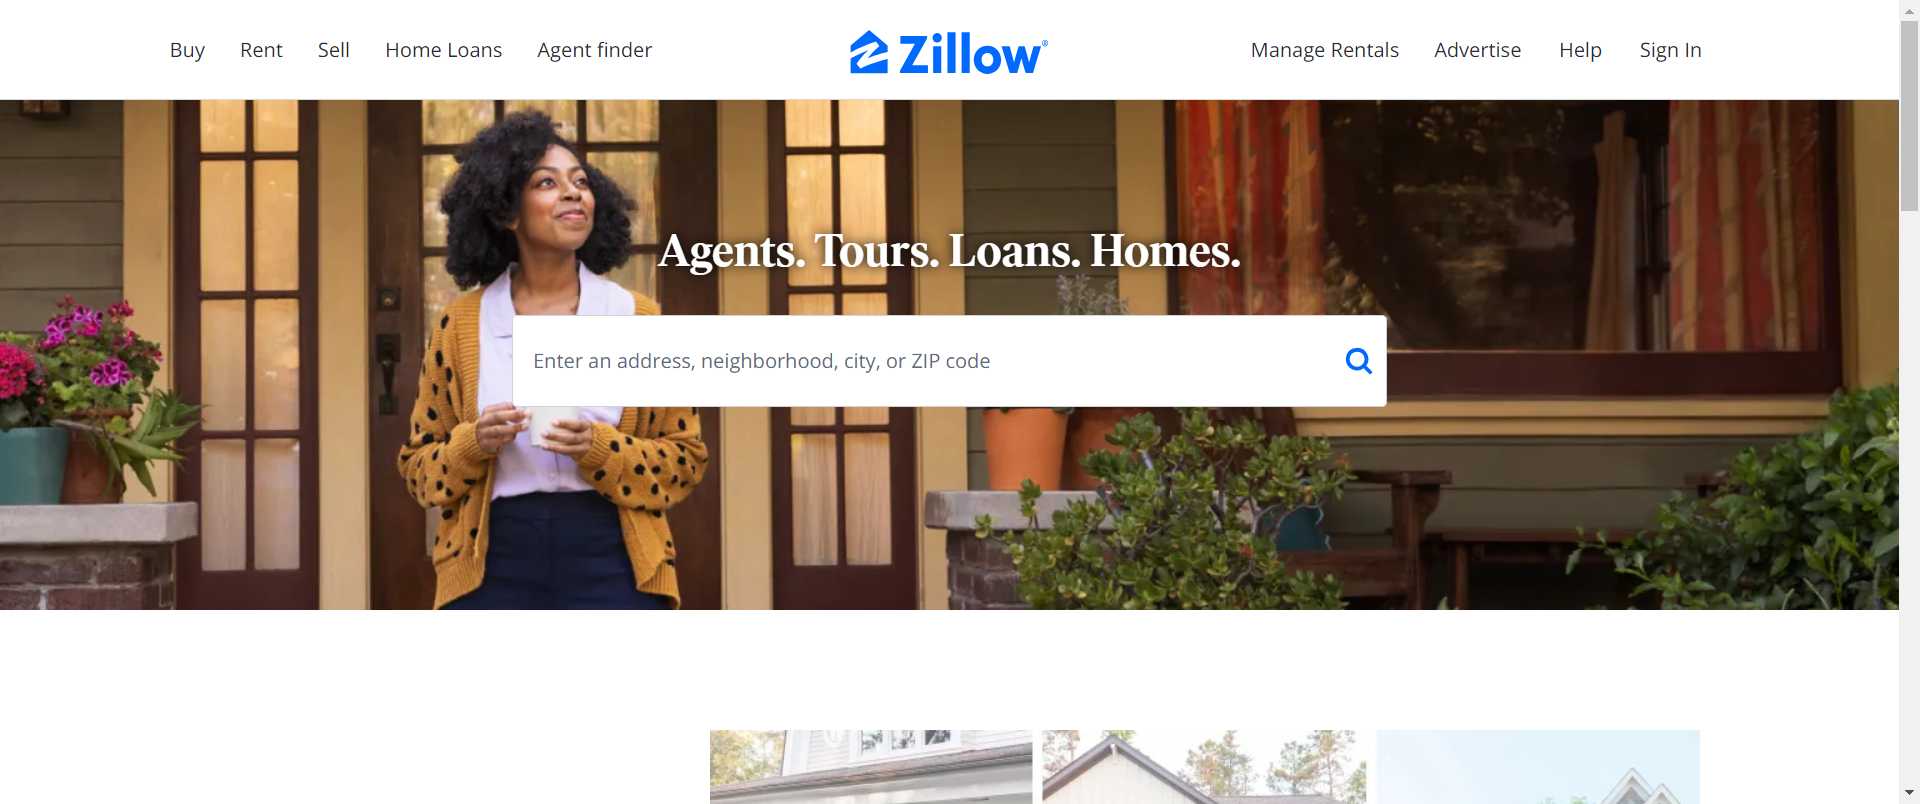 Buy Rent Sell Home Loans Agent finder Zillow® Manage Rentals Advertise Help Sign In
Agents. Tours. Loans. Homes.
Enter an address, neighborhood, city, or ZIP code